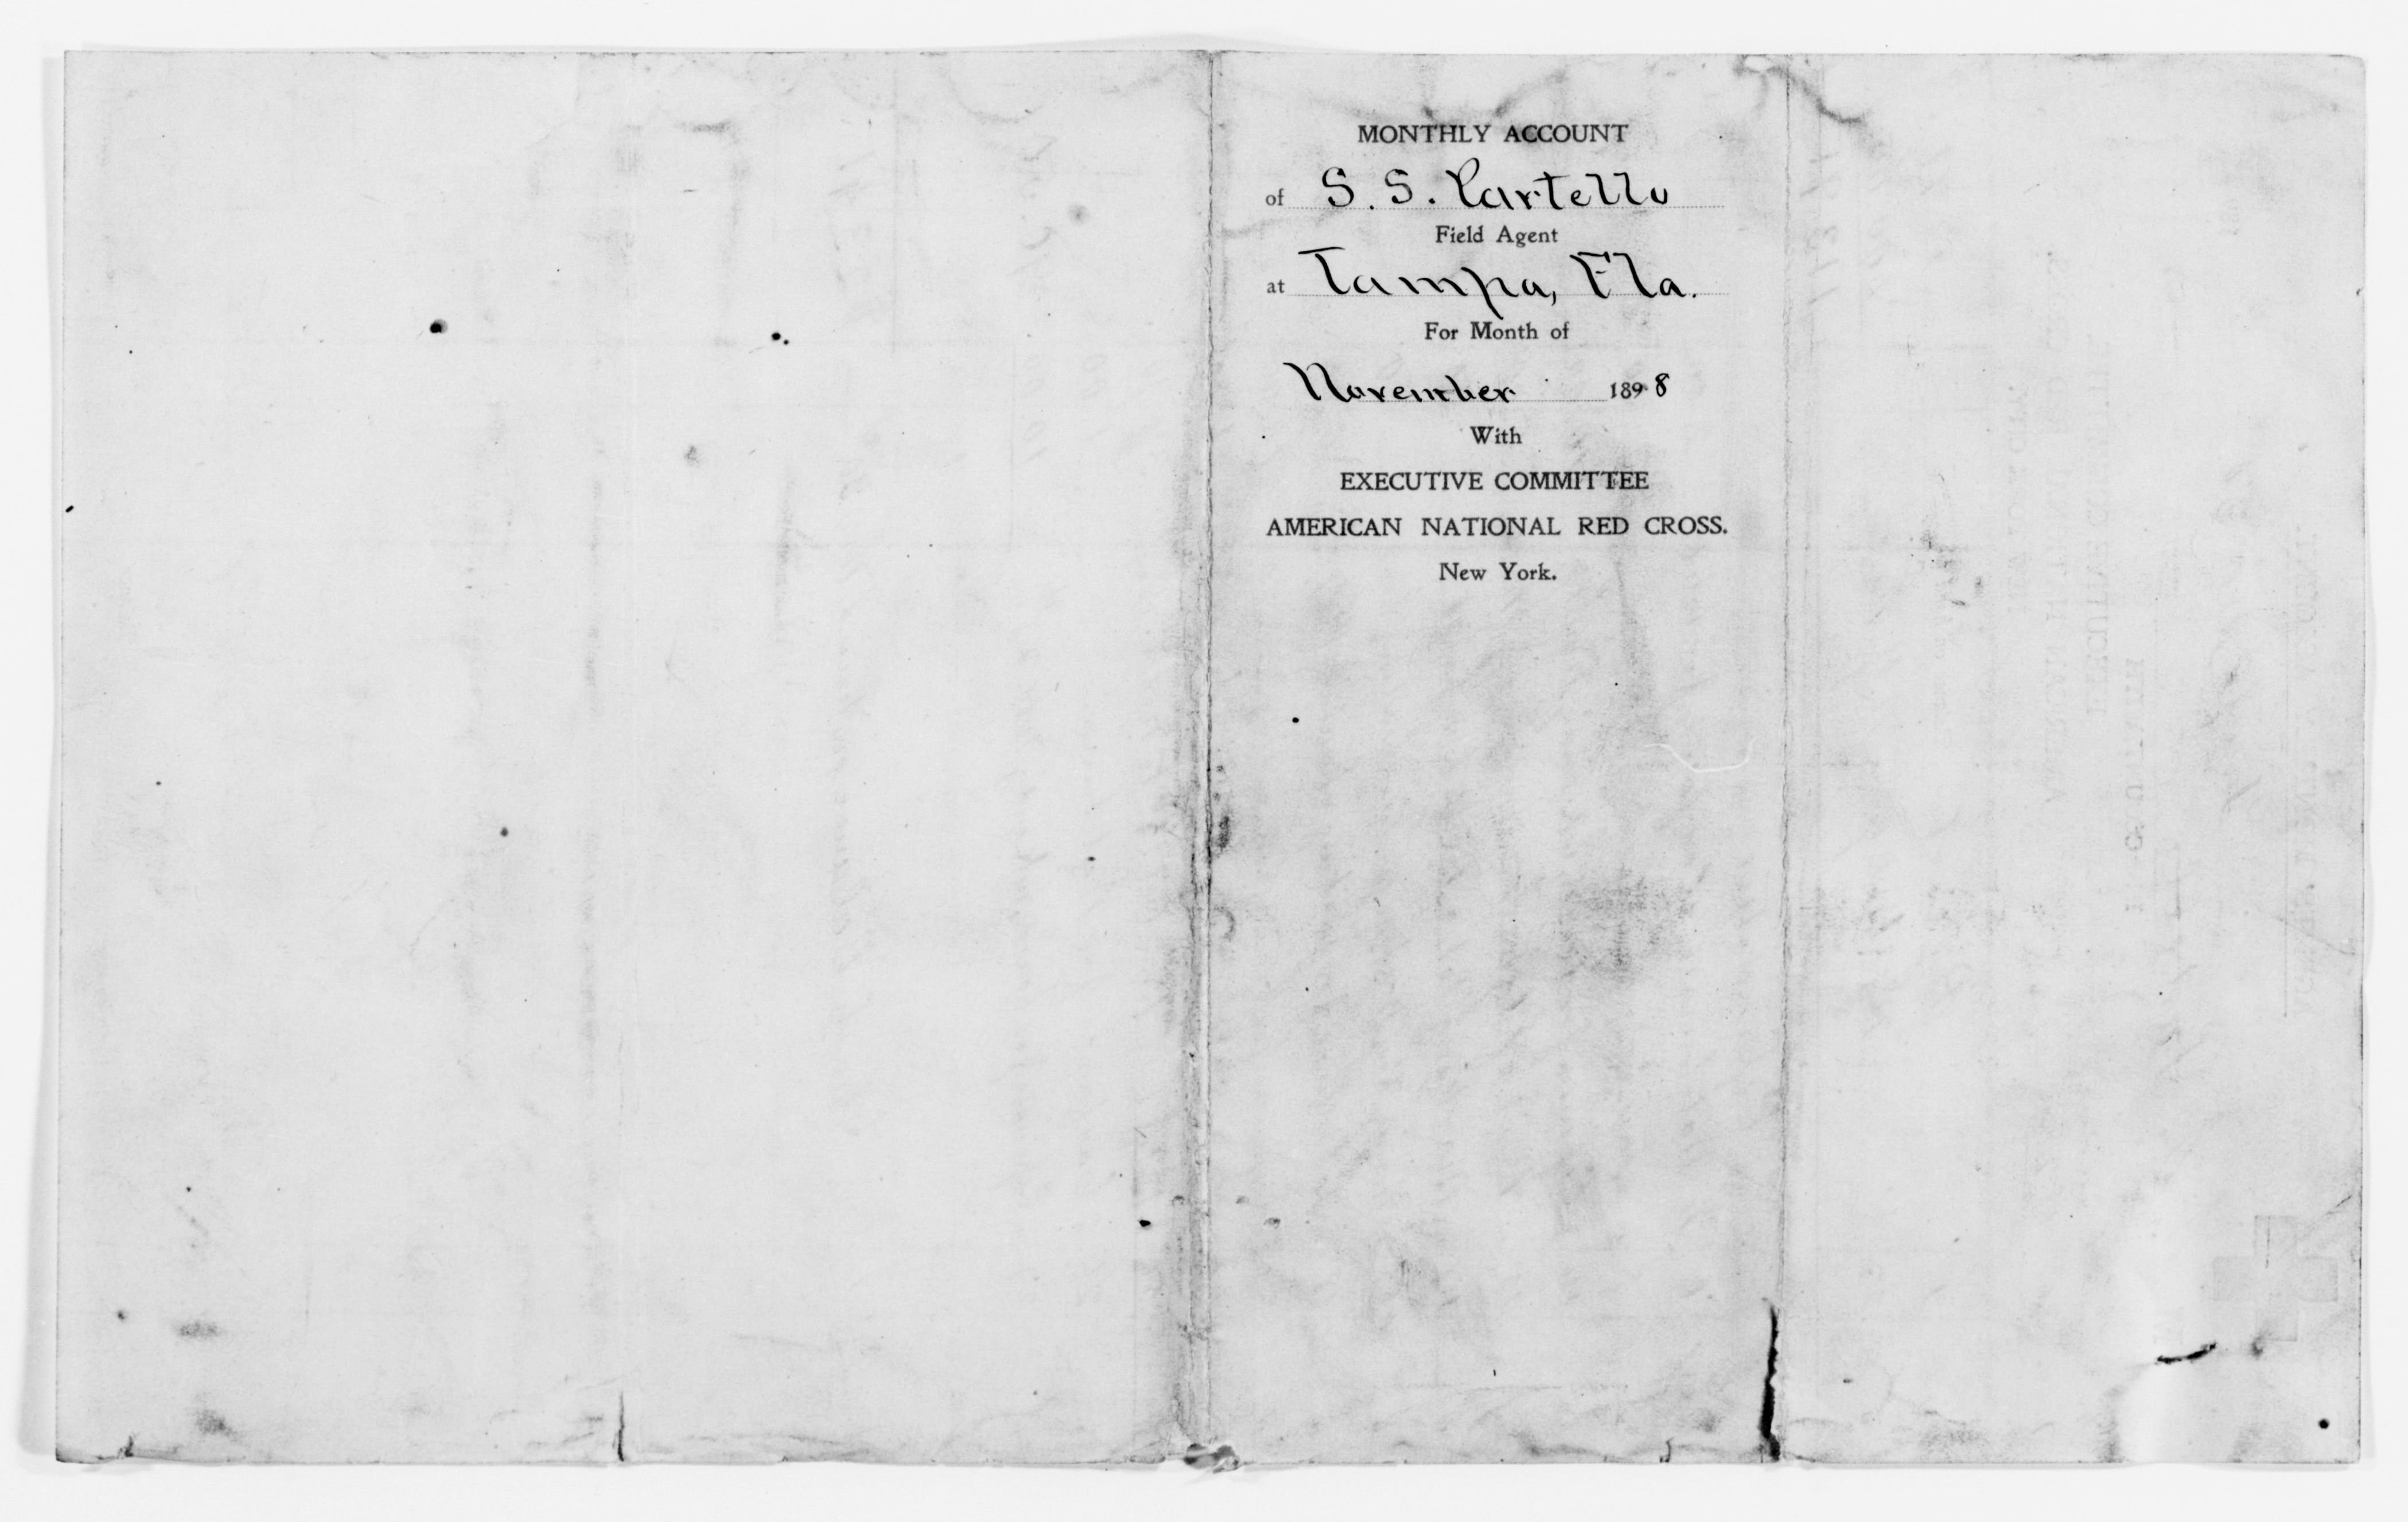 MONTHLY ACCOUNT
of S. S. Partello
Field Agent
at Tampa, Fla.
For Month of
November 1898
With
EXECUTIVE COMMITTEE
AMERICAN NATIONAL RED CROSS.
New York.